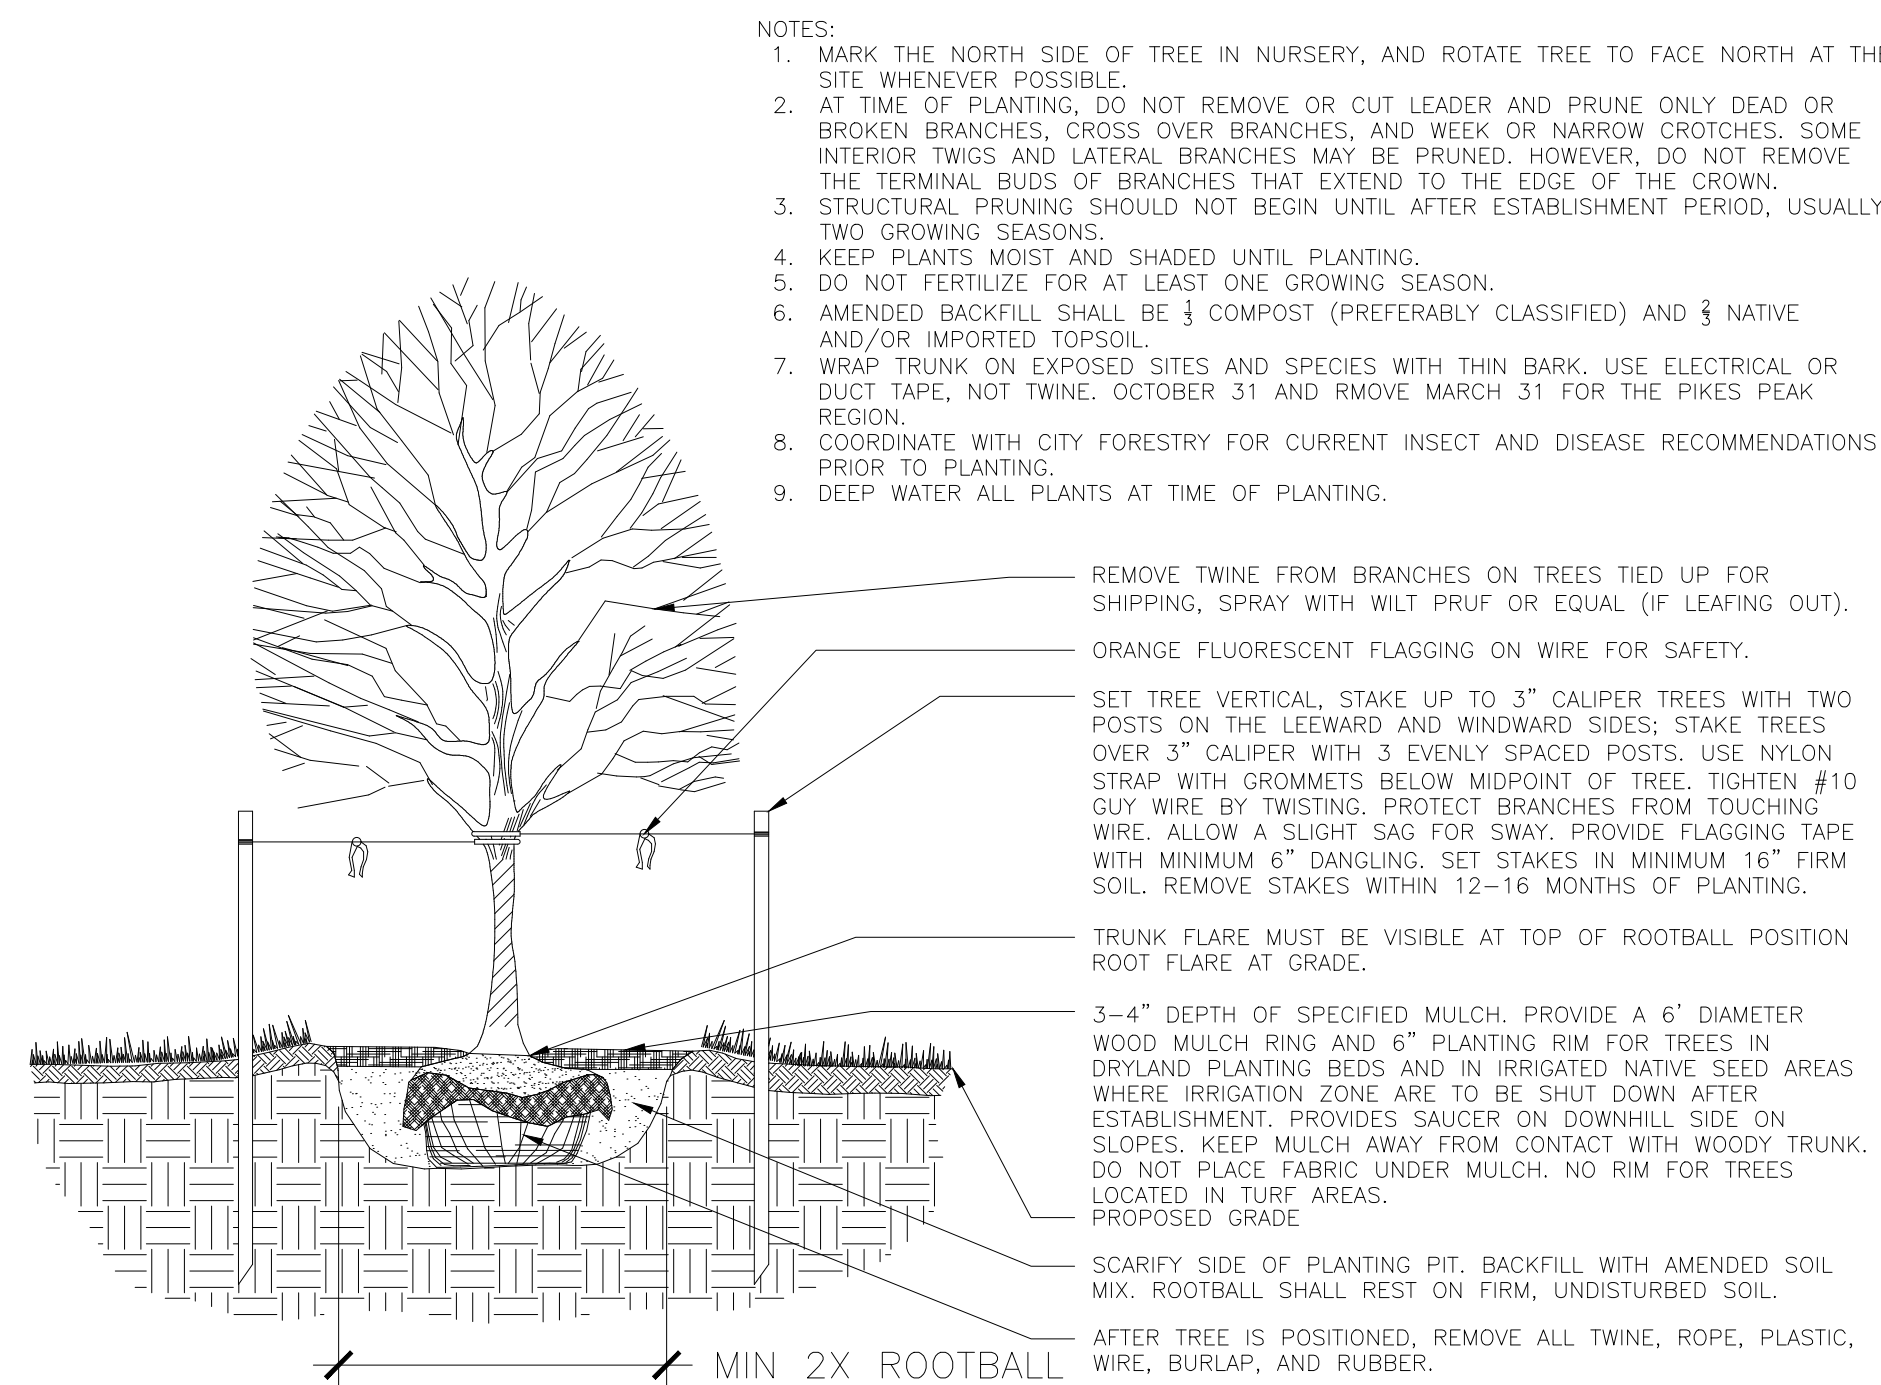 NOTES:
1. MARK THE NORTH SIDE OF TREE IN NURSERY, AND ROTATE TREE TO FACE NORTH AT THE
SITE WHENEVER POSSIBLE.
2. AT TIME OF PLANTING, DO NOT REMOVE OR CUT LEADER AND PRUNE ONLY DEAD OR
BROKEN BRANCHES, CROSS OVER BRANCHES, AND WEEK OR NARROW CROTCHES. SOME
INTERIOR TWIGS AND LATERAL BRANCHES MAY BE PRUNED. HOWEVER, DO NOT REMOVE
THE TERMINAL BUDS OF BRANCHES THAT EXTEND TO THE EDGE OF THE CROWN.
3. STRUCTURAL PRUNING SHOULD NOT BEGIN UNTIL AFTER ESTABLISHMENT PERIOD, USUALLY
TWO GROWING SEASONS.
4. KEEP PLANTS MOIST AND SHADED UNTIL PLANTING.
5. DO NOT FERTILIZE FOR AT LEAST ONE GROWING SEASON.
6. AMENDED BACKFILL SHALL BE 1/3 COMPOST (PREFERABLY CLASSIFIED) AND 2/3 NATIVE
AND/OR IMPORTED TOPSOIL.
7. WRAP TRUNK ON EXPOSED SITES AND SPECIES WITH THIN BARK. USE ELECTRICAL OR
DUCT TAPE, NOT TWINE. OCTOBER 31 AND RMOVE MARCH 31 FOR THE PIKES PEAK
REGION.
8. COORDINATE WITH CITY FORESTRY FOR CURRENT INSECT AND DISEASE RECOMMENDATIONS
PRIOR TO PLANTING.
9. DEEP WATER ALL PLANTS AT TIME OF PLANTING.
REMOVE TWINE FROM BRANCHES ON TREES TIED UP FOR
SHIPPING, SPRAY WITH WILT PRUF OR EQUAL (IF LEAFING OUT).
ORANGE FLUORESCENT FLAGGING ON WIRE FOR SAFETY.
SET TREE VERTICAL, STAKE UP TO 3" CALIPER TREES WITH TWO
POSTS ON THE LEEWARD AND WINDWARD SIDES; STAKE TREES
OVER 3" CALIPER WITH 3 EVENLY SPACED POSTS. USE NYLON
STRAP WITH GROMMETS BELOW MIDPOINT OF TREE. TIGHTEN #10
GUY WIRE BY TWISTING. PROTECT BRANCHES FROM TOUCHING
WIRE. ALLOW A SLIGHT SAG FOR SWAY. PROVIDE FLAGGING TAPE
WITH MINIMUM 6" DANGLING. SET STAKES IN MINIMUM 16" FIRM
SOIL. REMOVE STAKES WITHIN 12-16 MONTHS OF PLANTING.
TRUNK FLARE MUST BE VISIBLE AT TOP OF ROOTBALL POSITION
ROOT FLARE AT GRADE.
3-4" DEPTH OF SPECIFIED MULCH. PROVIDE A 6' DIAMETER
WOOD MULCH RING AND 6" PLANTING RIM FOR TREES IN
DRYLAND PLANTING BEDS AND IN IRRIGATED NATIVE SEED AREAS
WHERE IRRIGATION ZONE ARE TO BE SHUT DOWN AFTER
ESTABLISHMENT. PROVIDES SAUCER ON DOWNHILL SIDE ON
SLOPES. KEEP MULCH AWAY FROM CONTACT WITH WOODY TRUNK.
DO NOT PLACE FABRIC UNDER MULCH. NO RIM FOR TREES
LOCATED IN TURF AREAS.
PROPOSED GRADE
SCARIFY SIDE OF PLANTING PIT. BACKFILL WITH AMENDED SOIL
MIX. ROOTBALL SHALL REST ON FIRM, UNDISTURBED SOIL.
AFTER TREE IS POSITIONED, REMOVE ALL TWINE, ROPE, PLASTIC,
WIRE, BURLAP, AND RUBBER.
MIN 2X ROOTBALL